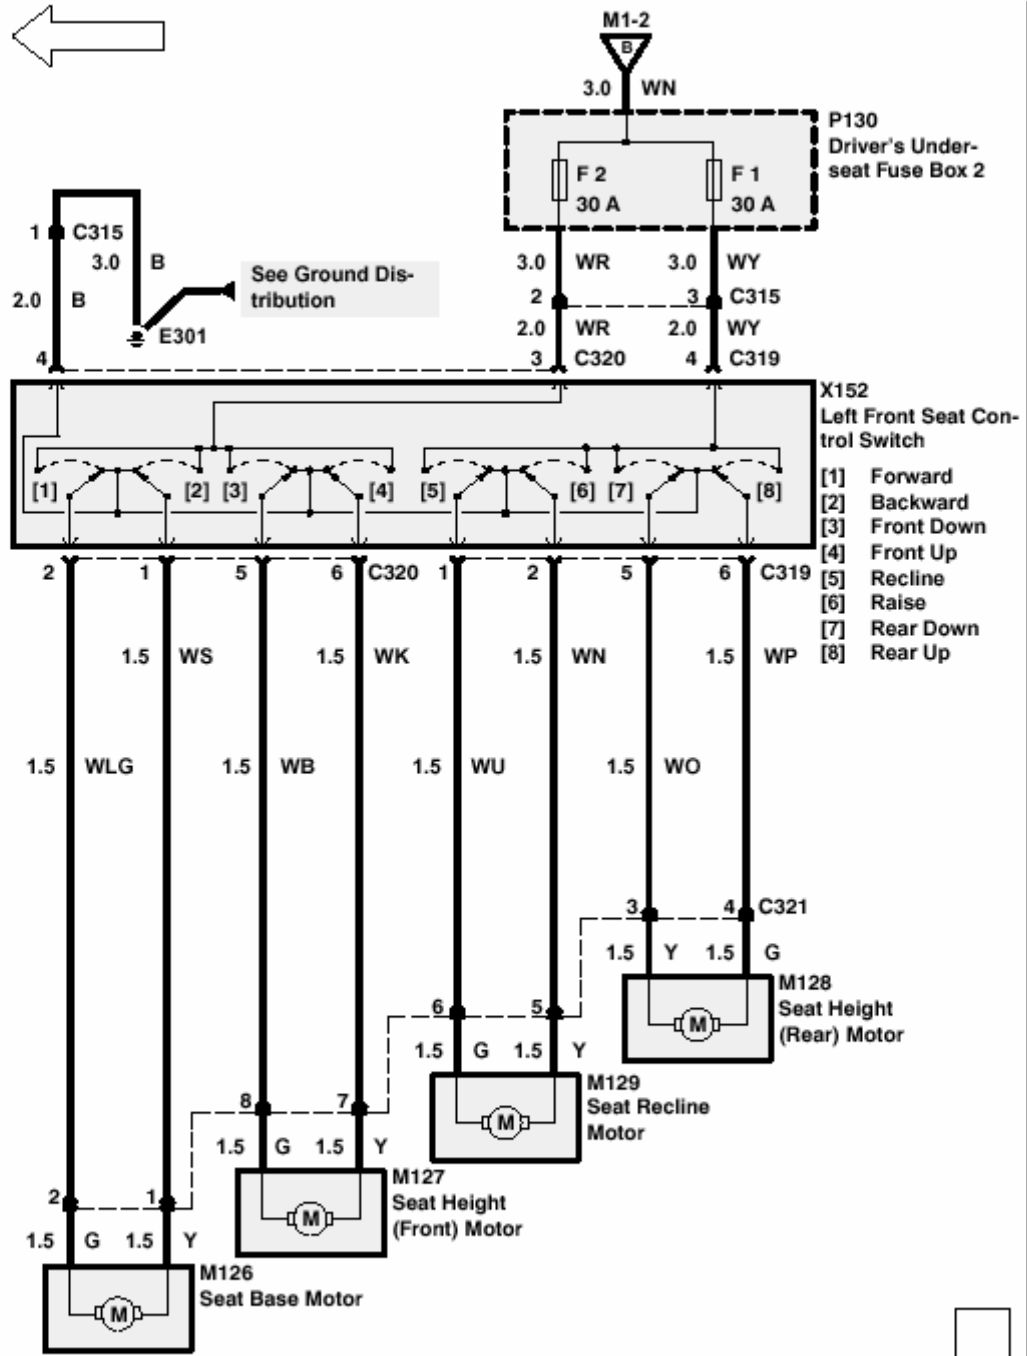 M1-2
B
3.0 WN
P130
Driver's Under-
seat Fuse Box 2
F 2
30 A
F 1
30 A
1 C315
3.0 B
2.0 B
See Ground Dis-
tribution
E301
3.0 WR 3.0 WY
2 3 C315
2.0 WR 2.0 WY
4 3 C320 4 C319
X152
Left Front Seat Con-
trol Switch
[1] Forward
[2] Backward
[3] Front Down
[4] Front Up
[5] Recline
[6] Raise
[7] Rear Down
[8] Rear Up
[1] [2] [3] [4] [5] [6] [7] [8]
2 1 5 6 C320 1 2 5 6 C319
1.5 WS 1.5 WK 1.5 WN 1.5 WP
1.5 WLG 1.5 WB 1.5 WU 1.5 WO
3 4 C321
1.5 Y 1.5 G
M
M128
Seat Height
(Rear) Motor
6 5
1.5 G 1.5 Y
M
M129
Seat Recline
Motor
8 7
1.5 G 1.5 Y
M
M127
Seat Height
(Front) Motor
2 1
1.5 G 1.5 Y
M
M126
Seat Base Motor